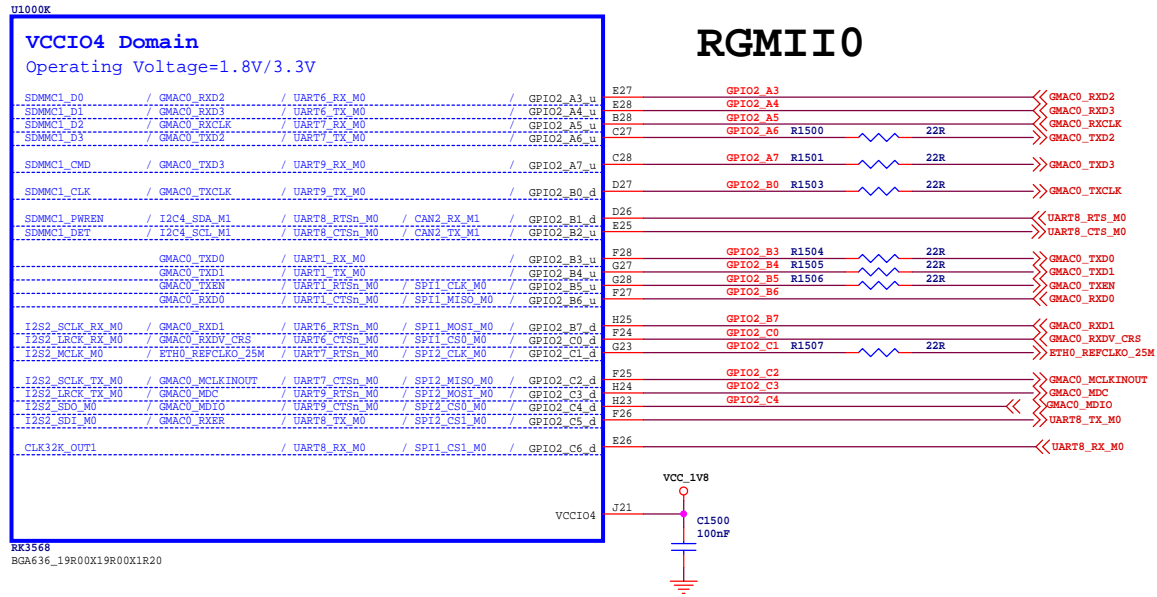 U1000K
VCCIO4 Domain
RGMII0
Operating Voltage=1.8V/3.3V
SDMMC1_D0 / GMAC0_RXD2 / UART6_RX_M0 / GPIO2_A3_u E27 GPIO2_A3 GMAC0_RXD2
SDMMC1_D1 / GMAC0_RXD3 / UART6_TX_M0 / GPIO2_A4_u E28 GPIO2_A4 GMAC0_RXD3
SDMMC1_D2 / GMAC0_RXCLK / UART7_RX_M0 / GPIO2_A5_u B28 GPIO2_A5 GMAC0_RXCLK
SDMMC1_D3 / GMAC0_TXD2 / UART7_TX_M0 / GPIO2_A6_u C27 GPIO2_A6 R1500 22R GMAC0_TXD2
SDMMC1_CMD / GMAC0_TXD3 / UART9_RX_M0 / GPIO2_A7_u C28 GPIO2_A7 R1501 22R GMAC0_TXD3
SDMMC1_CLK / GMAC0_TXCLK / UART9_TX_M0 / GPIO2_B0_d D27 GPIO2_B0 R1503 22R GMAC0_TXCLK
SDMMC1_PWREN / I2C4_SDA_M1 / UART8_RTSn_M0 / CAN2_RX_M1 / GPIO2_B1_d D26 UART8_RTS_M0
SDMMC1_DET / I2C4_SCL_M1 / UART8_CTSn_M0 / CAN2_TX_M1 / GPIO2_B2_u E25 UART8_CTS_M0
GMAC0_TXD0 / UART1_RX_M0 / GPIO2_B3_u F28 GPIO2_B3 R1504 22R GMAC0_TXD0
GMAC0_TXD1 / UART1_TX_M0 / GPIO2_B4_u G27 GPIO2_B4 R1505 22R GMAC0_TXD1
GMAC0_TXEN / UART1_RTSn_M0 / SPI1_CLK_M0 / GPIO2_B5_u G28 GPIO2_B5 R1506 22R GMAC0_TXEN
GMAC0_RXD0 / UART1_CTSn_M0 / SPI1_MISO_M0 / GPIO2_B6_u F27 GPIO2_B6 GMAC0_RXD0
I2S2_SCLK_RX_M0 / GMAC0_RXD1 / UART6_RTSn_M0 / SPI1_MOSI_M0 / GPIO2_B7_d H25 GPIO2_B7 GMAC0_RXD1
I2S2_LRCK_RX_M0 / GMAC0_RXDV_CRS / UART6_CTSn_M0 / SPI1_CS0_M0 / GPIO2_C0_d F24 GPIO2_C0 GMAC0_RXDV_CRS
I2S2_MCLK_M0 / ETH0_REFCLKO_25M / UART7_RTSn_M0 / SPI2_CLK_M0 / GPIO2_C1_d G23 GPIO2_C1 R1507 22R ETH0_REFCLKO_25M
I2S2_SCLK_TX_M0 / GMAC0_MCLKINOUT / UART7_CTSn_M0 / SPI2_MISO_M0 / GPIO2_C2_d F25 GPIO2_C2 GMAC0_MCLKINOUT
I2S2_LRCK_TX_M0 / GMAC0_MDC / UART9_RTSn_M0 / SPI2_MOSI_M0 / GPIO2_C3_d H24 GPIO2_C3 GMAC0_MDC
I2S2_SDO_M0 / GMAC0_MDIO / UART9_CTSn_M0 / SPI2_CS0_M0 / GPIO2_C4_d H23 GPIO2_C4 GMAC0_MDIO
I2S2_SDI_M0 / GMAC0_RXER / UART8_TX_M0 / SPI2_CS1_M0 / GPIO2_C5_d F26 UART8_TX_M0
CLK32K_OUT1 / UART8_RX_M0 / SPI1_CS1_M0 / GPIO2_C6_d E26 UART8_RX_M0
VCC_1V8
VCCIO4 J21
C1500
100nF
RK3568
BGA636_19R00X19R00X1R20